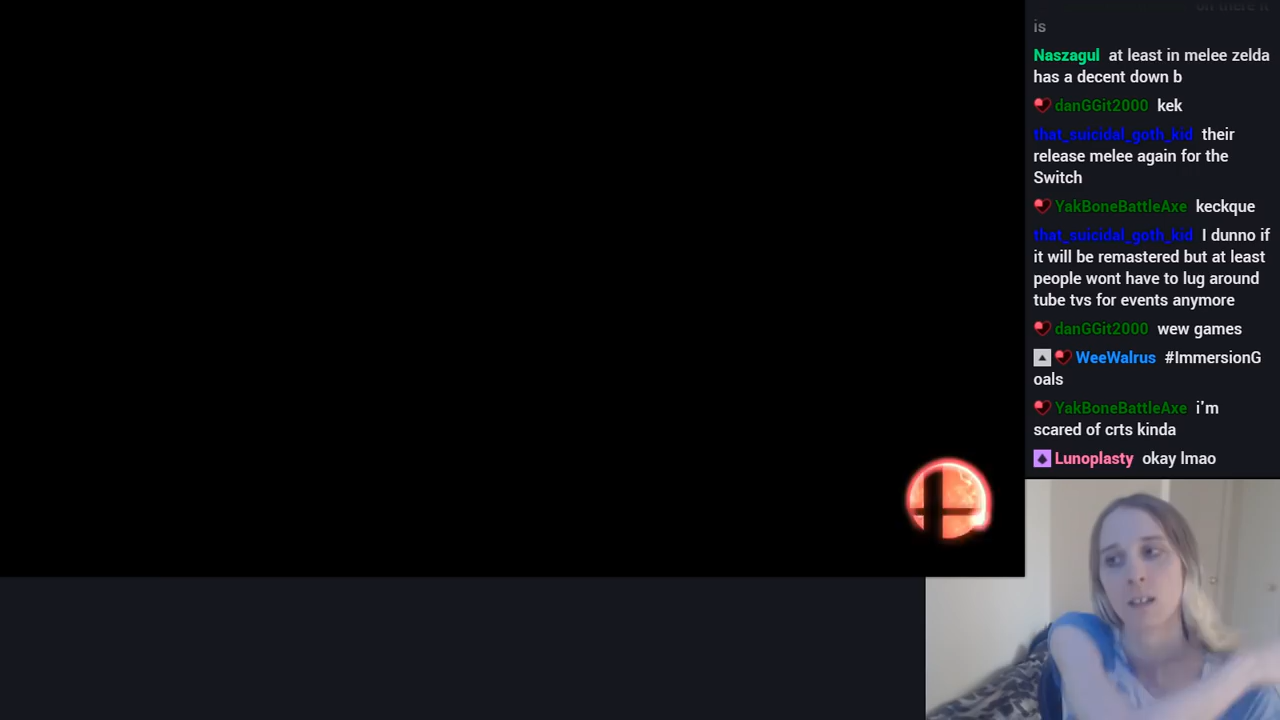 oh there it
is
Naszagul at least in melee zelda
has a decent down b
danGGit2000 kek
that_suicidal_goth_kid their
release melee again for the
Switch
YakBoneBattleAxe keckque
that_suicidal_goth_kid I dunno if
it will be remastered but at least
people wont have to lug around
tube tvs for events anymore
danGGit2000 wew games
WeeWalrus #ImmersionG
oals
YakBoneBattleAxe i'm
scared of crts kinda
Lunoplasty okay lmao